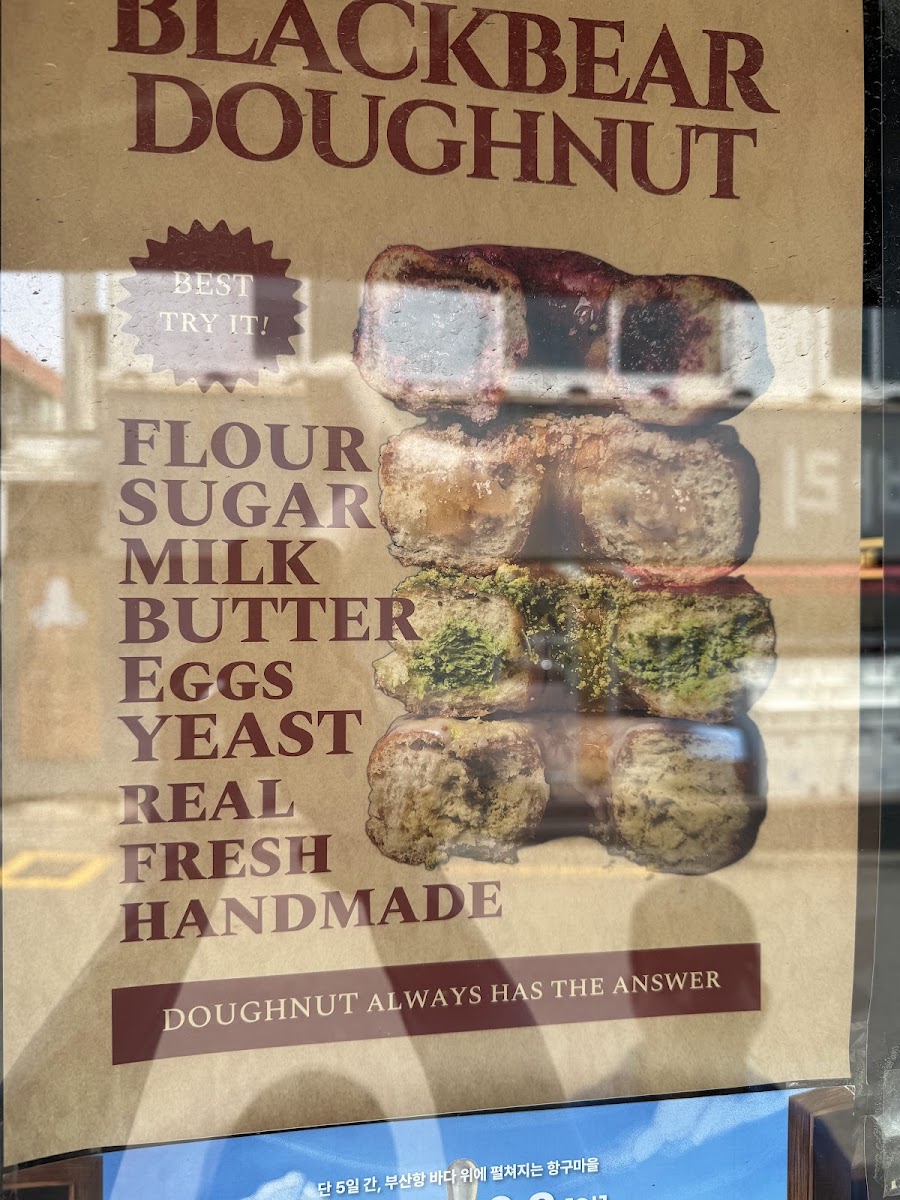 BLACKBEAR
DOUGHNUT
BEST
TRY IT!
FLOUR
SUGAR
MILK
BUTTER
EGGS
YEAST
REAL
FRESH
HANDMADE
DOUGHNUT ALWAYS HAS THE ANSWER
단 5일 간, 부산항 바다 위에 펼쳐지는 항구마을